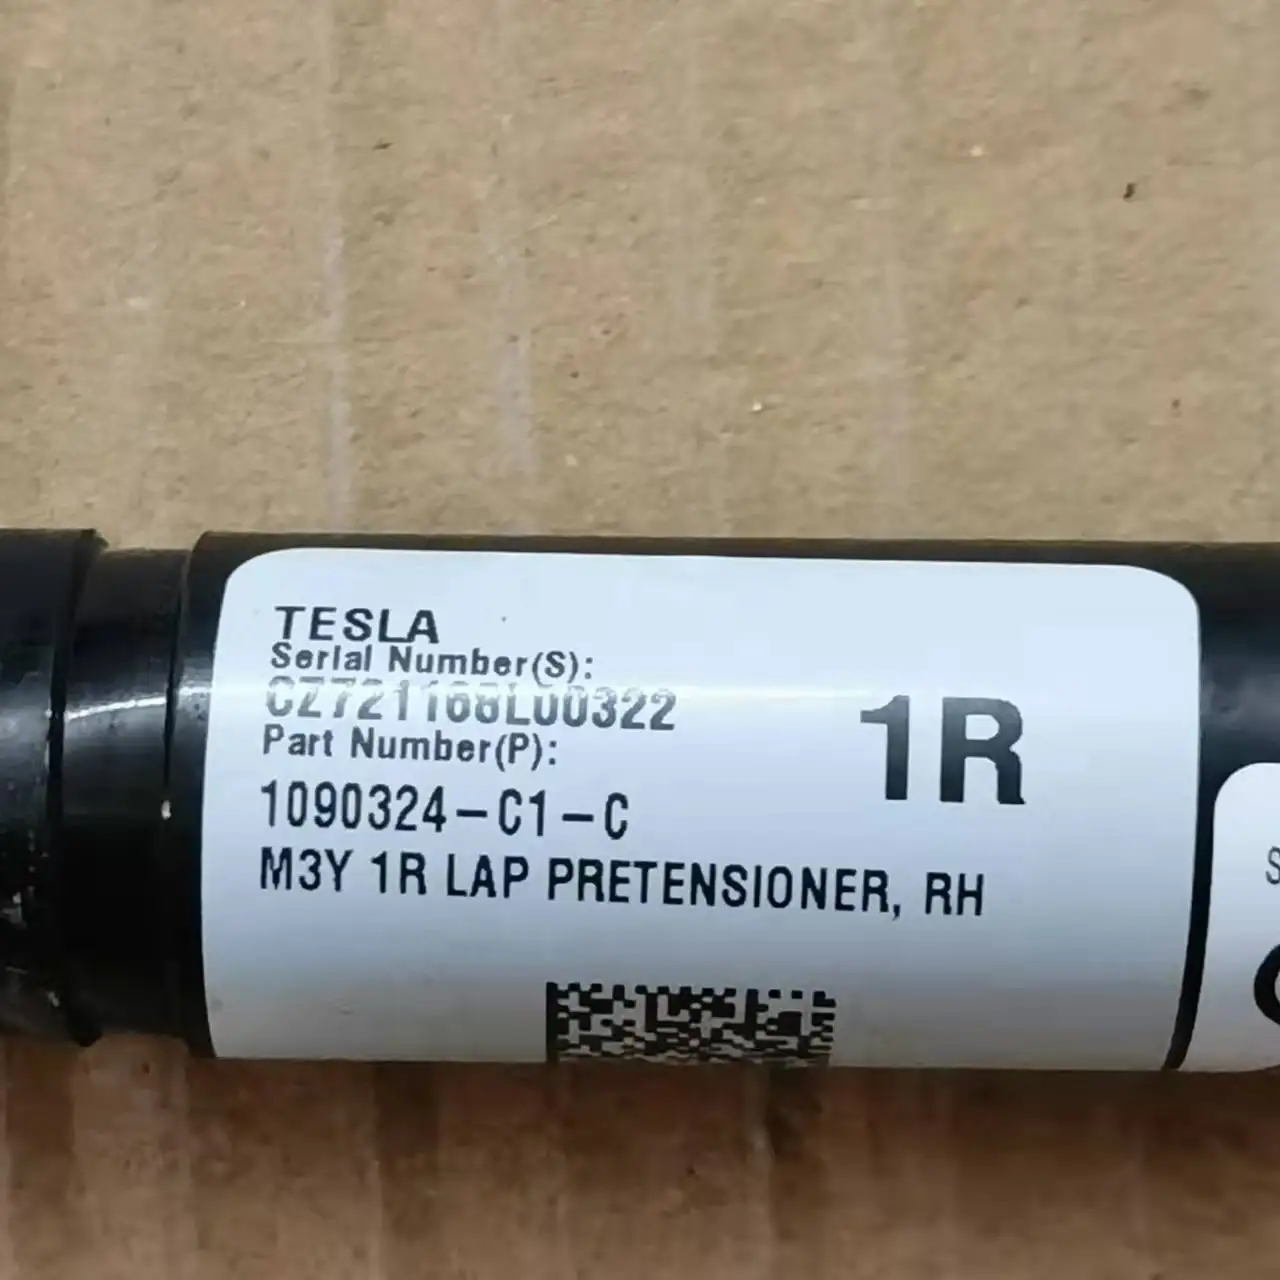 TESLA
Serial Number(S):
CZ721168L00322
Part Number(P):
1090324-C1-C
1R
M3Y 1R LAP PRETENSIONER, RH
S